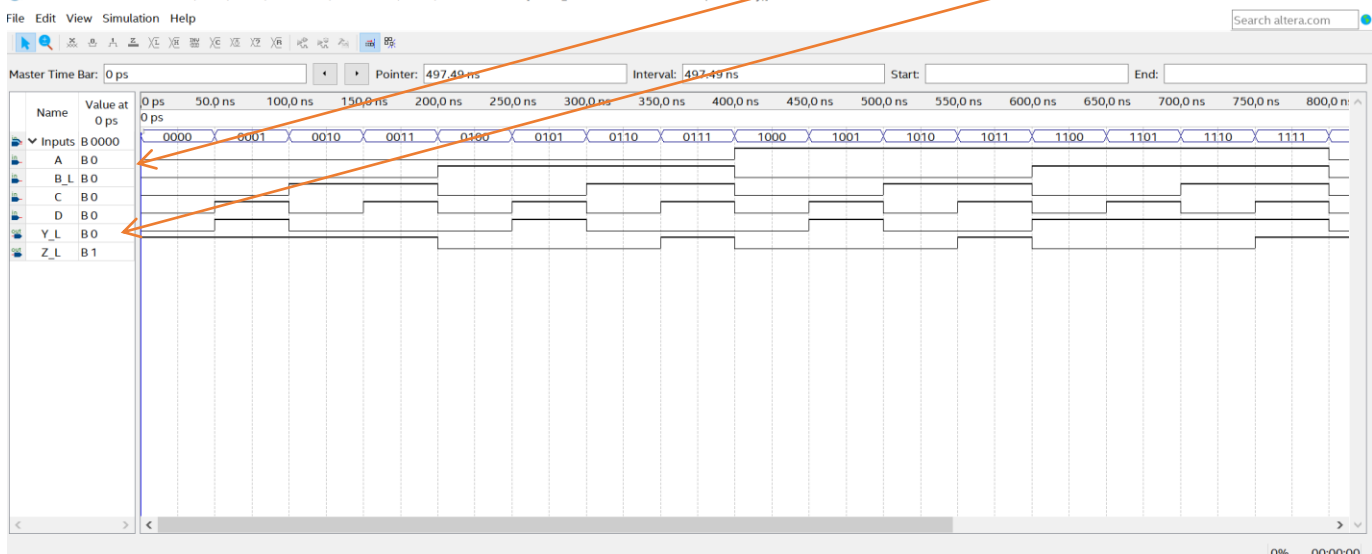 File Edit View Simulation Help
Search altera.com
Master Time Bar: 0 ps Pointer: 497,49 ns Interval: 497,49 ns Start: End:
Name Value at 0 ps
0 ps 50,0 ns 100,0 ns 150,0 ns 200,0 ns 250,0 ns 300,0 ns 350,0 ns 400,0 ns 450,0 ns 500,0 ns 550,0 ns 600,0 ns 650,0 ns 700,0 ns 750,0 ns 800,0 n
0 ps
Inputs B 0000 0000 0001 0010 0011 0100 0101 0110 0111 1000 1001 1010 1011 1100 1101 1110 1111
A B 0
B_L B 0
C B 0
D B 0
Y_L B 0
Z_L B 1
0% 00:00:00